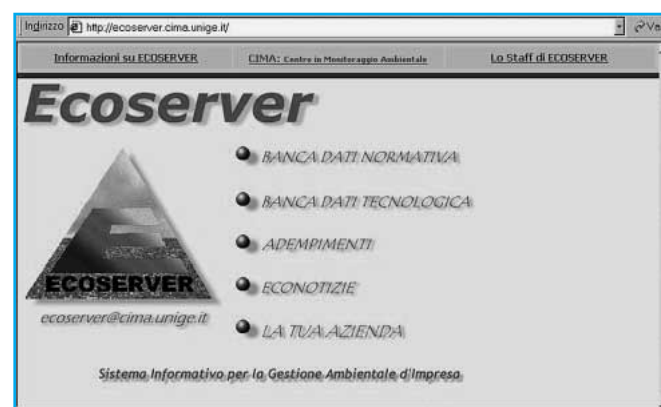 Indirizzo http://ecoserver.cima.unige.it/
Informazioni su ECOSERVER CIMA: Centro in Monitoraggio Ambientale Lo Staff di ECOSERVER
Ecoserver
BANCA DATI NORMATIVA
BANCA DATI TECNOLOGICA
ADEMPIMENTI
ECONOTIZIE
LA TUA AZIENDA
ECOSERVER
ecoserver@cima.unige.it
Sistema Informativo per la Gestione Ambientale d'Impresa